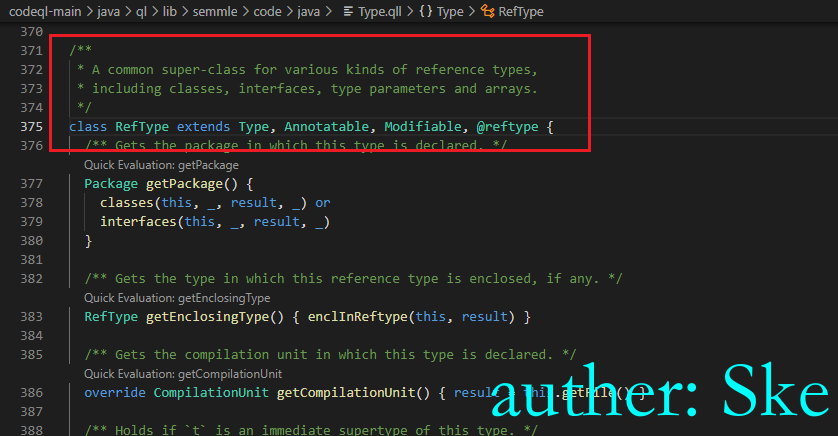 codeql-main > java > ql > lib > semmle > code > java > Type.qll > {} Type > RefType
370
371 /**
372  * A common super-class for various kinds of reference types,
373  * including classes, interfaces, type parameters and arrays.
374  */
375 class RefType extends Type, Annotatable, Modifiable, @reftype {
376 /** Gets the package in which this type is declared. */
Quick Evaluation: getPackage
377 Package getPackage() {
378 classes(this, _, result, _) or
379 interfaces(this, _, result, _)
380 }
381
382 /** Gets the type in which this reference type is enclosed, if any. */
Quick Evaluation: getEnclosingType
383 RefType getEnclosingType() { enclInReftype(this, result) }
384
385 /** Gets the compilation unit in which this type is declared. */
Quick Evaluation: getCompilationUnit
386 override CompilationUnit getCompilationUnit() { result = this.getFile() }
auther: Ske
387
388 /** Holds if `t` is an immediate supertype of this type. */